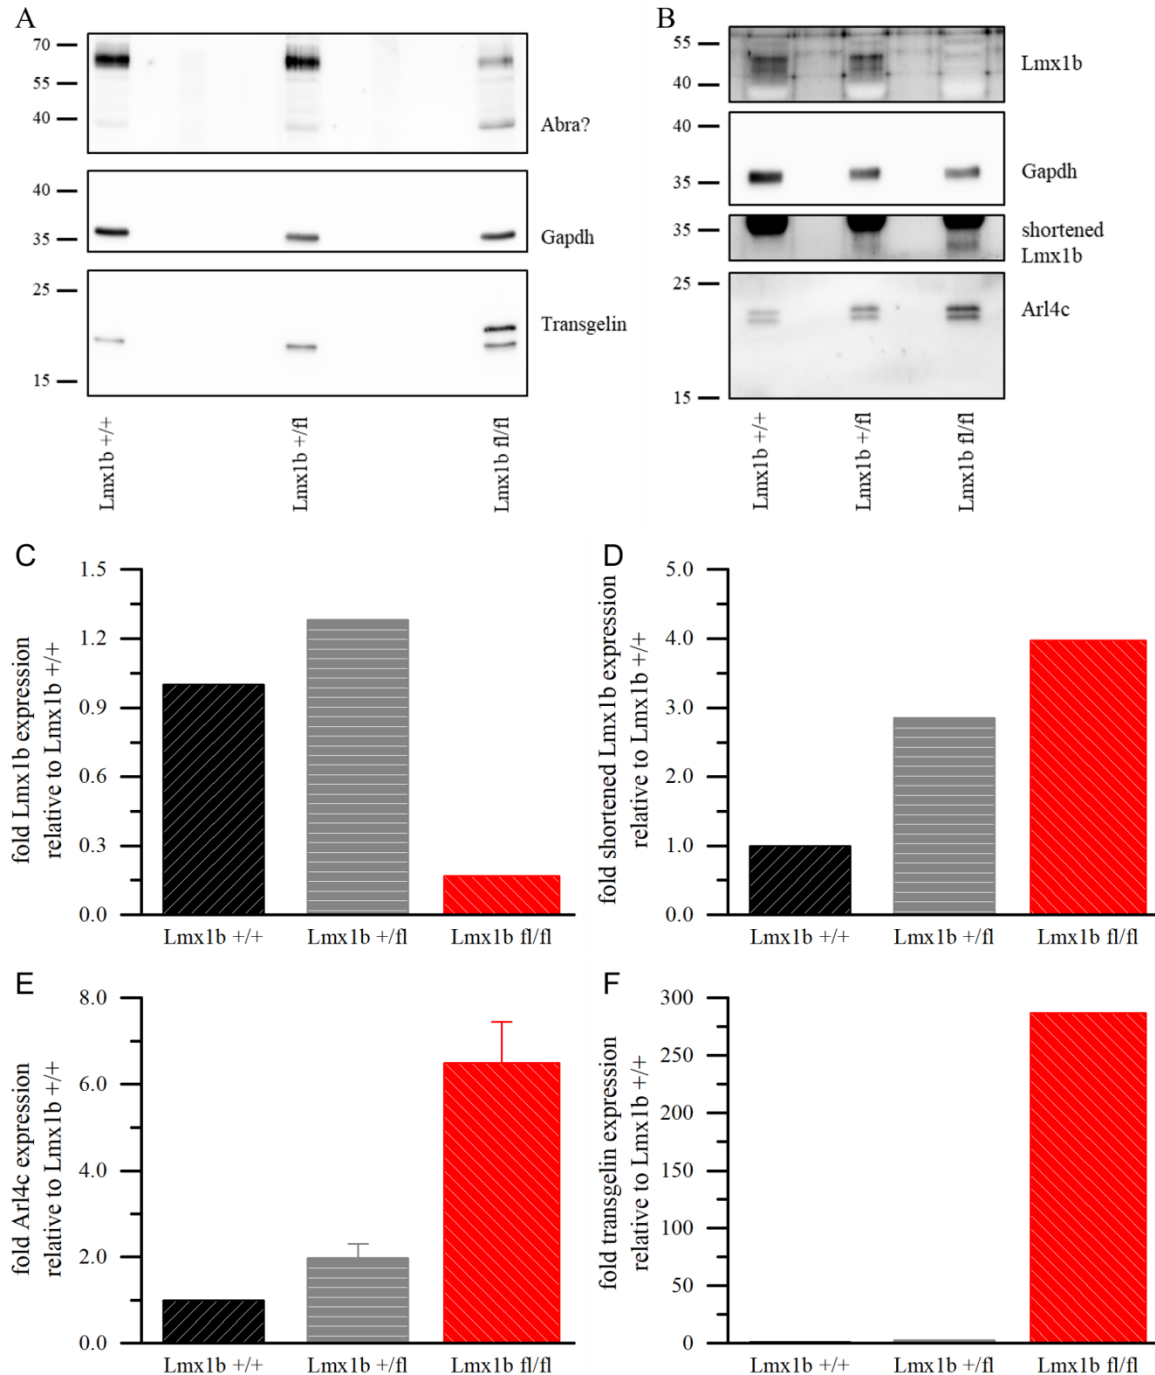 A
70
55
40
Abra?
40
35
Gapdh
25
Transgelin
15
Lmx1b +/+
Lmx1b +/fl
Lmx1b fl/fl
B
55
Lmx1b
40
40
Gapdh
35
35
shortened
Lmx1b
25
Arl4c
15
Lmx1b +/+
Lmx1b +/fl
Lmx1b fl/fl
C
fold Lmx1b expression
relative to Lmx1b +/+
1.5
1.2
0.9
0.6
0.3
0.0
Lmx1b +/+
Lmx1b +/fl
Lmx1b fl/fl
D
fold shortened Lmx1b expression
relative to Lmx1b +/+
5.0
4.0
3.0
2.0
1.0
0.0
Lmx1b +/+
Lmx1b +/fl
Lmx1b fl/fl
E
fold Arl4c expression
relative to Lmx1b +/+
8.0
6.0
4.0
2.0
0.0
Lmx1b +/+
Lmx1b +/fl
Lmx1b fl/fl
F
fold transgelin expression
relative to Lmx1b +/+
300
250
200
150
100
50
0
Lmx1b +/+
Lmx1b +/fl
Lmx1b fl/fl